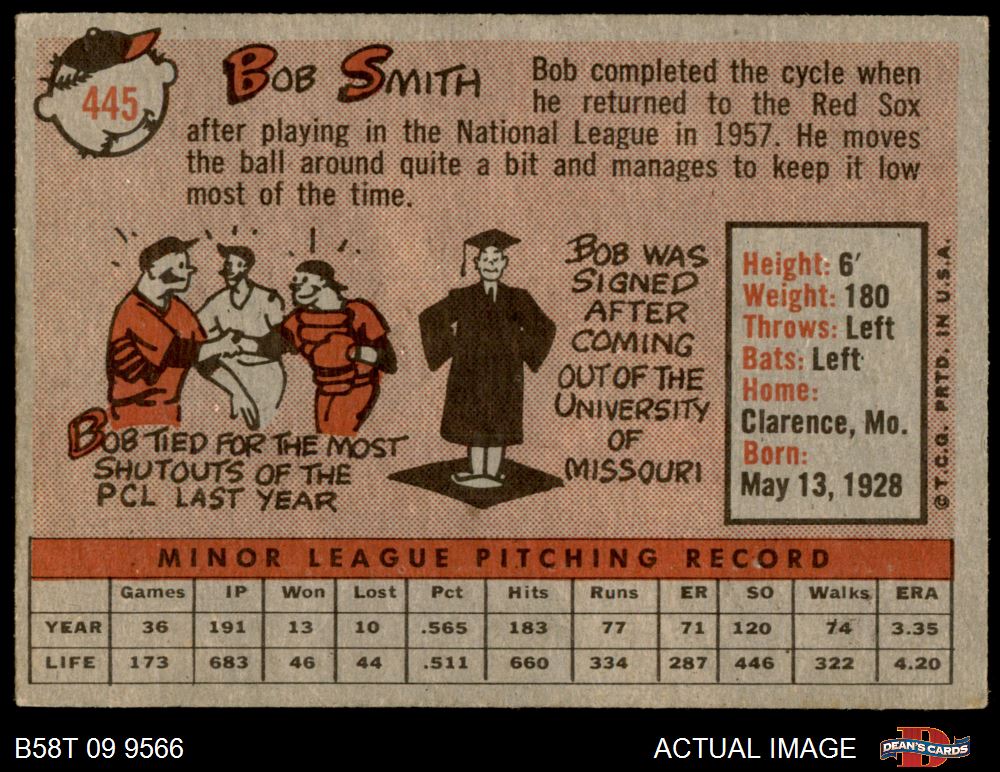 445
BOB SMITH
Bob completed the cycle when
he returned to the Red Sox
after playing in the National League in 1957. He moves
the ball around quite a bit and manages to keep it low
most of the time.
BOB TIED FOR THE MOST
SHUTOUTS OF THE
PCL LAST YEAR
BOB WAS
SIGNED
AFTER
COMING
OUT OF THE
UNIVERSITY
OF
MISSOURI
Height: 6'
Weight: 180
Throws: Left
Bats: Left
Home:
Clarence, Mo.
Born:
May 13, 1928
© T.C.G. PRTD. IN U.S.A.
MINOR LEAGUE PITCHING RECORD
Games IP Won Lost Pct Hits Runs ER SO Walks ERA
YEAR 36 191 13 10 .565 183 77 71 120 74 3.35
LIFE 173 683 46 44 .511 660 334 287 446 322 4.20
B58T 09 9566
ACTUAL IMAGE
D
DEAN'S CARDS